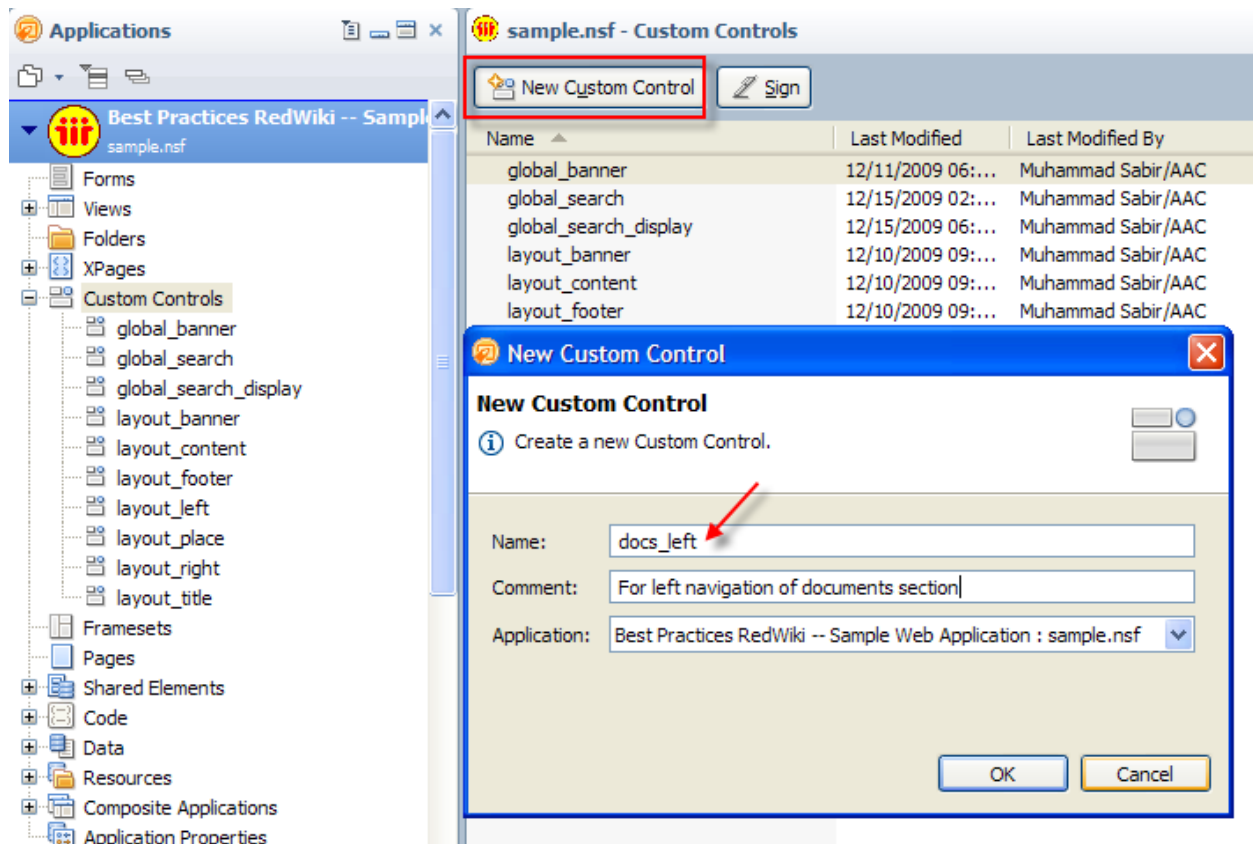 Applications
Best Practices RedWiki -- Sampl
sample.nsf
Forms
Views
Folders
XPages
Custom Controls
global_banner
global_search
global_search_display
layout_banner
layout_content
layout_footer
layout_left
layout_place
layout_right
layout_title
Framesets
Pages
Shared Elements
Code
Data
Resources
Composite Applications
Application Properties
sample.nsf - Custom Controls
New Custom Control Sign
Name Last Modified Last Modified By
global_banner 12/11/2009 06:... Muhammad Sabir/AAC
global_search 12/15/2009 02:... Muhammad Sabir/AAC
global_search_display 12/15/2009 06:... Muhammad Sabir/AAC
layout_banner 12/10/2009 09:... Muhammad Sabir/AAC
layout_content 12/10/2009 09:... Muhammad Sabir/AAC
layout_footer 12/10/2009 09:... Muhammad Sabir/AAC
New Custom Control
New Custom Control
Create a new Custom Control.
Name: docs_left
Comment: For left navigation of documents section
Application: Best Practices RedWiki -- Sample Web Application : sample.nsf
OK Cancel